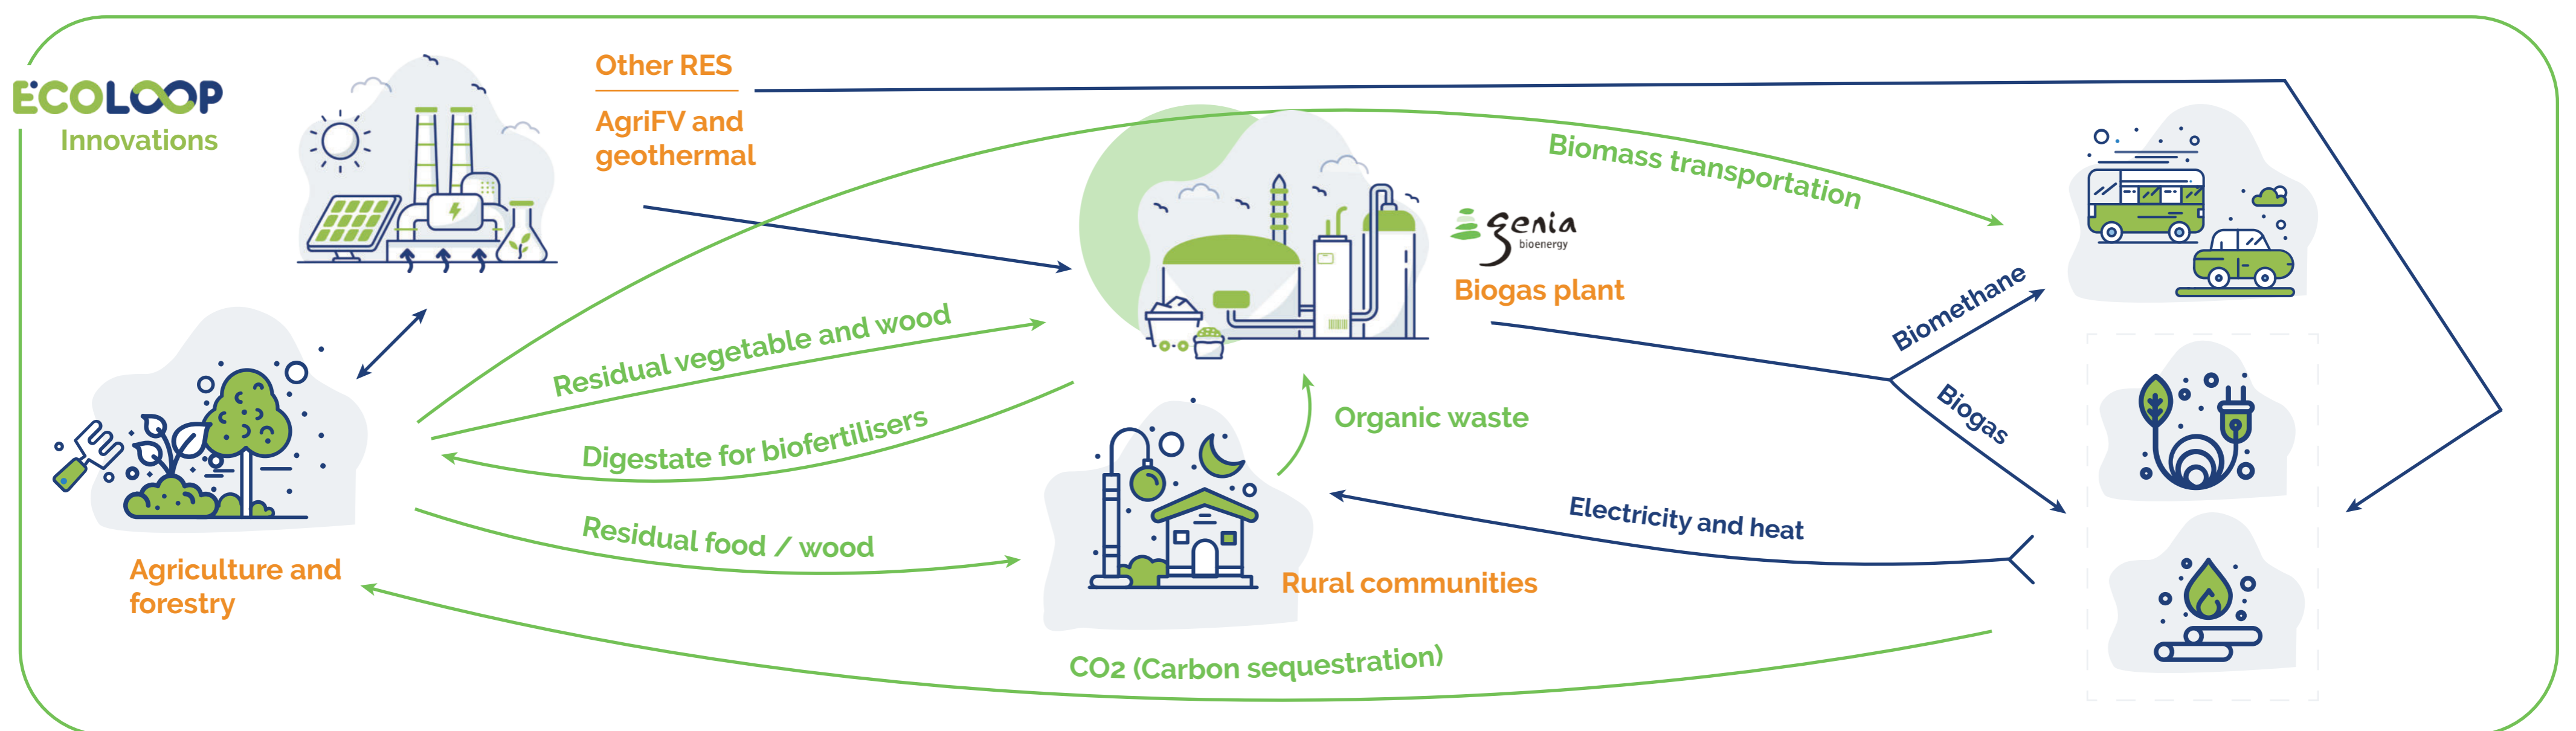 ECOLOOP
Innovations
Other RES
AgriFV and
geothermal
Biomass transportation
genia
bioenergy
Biogas plant
Biomethane
Biogas
Residual vegetable and wood
Digestate for biofertilisers
Organic waste
Electricity and heat
Residual food / wood
Agriculture and
forestry
Rural communities
CO2 (Carbon sequestration)